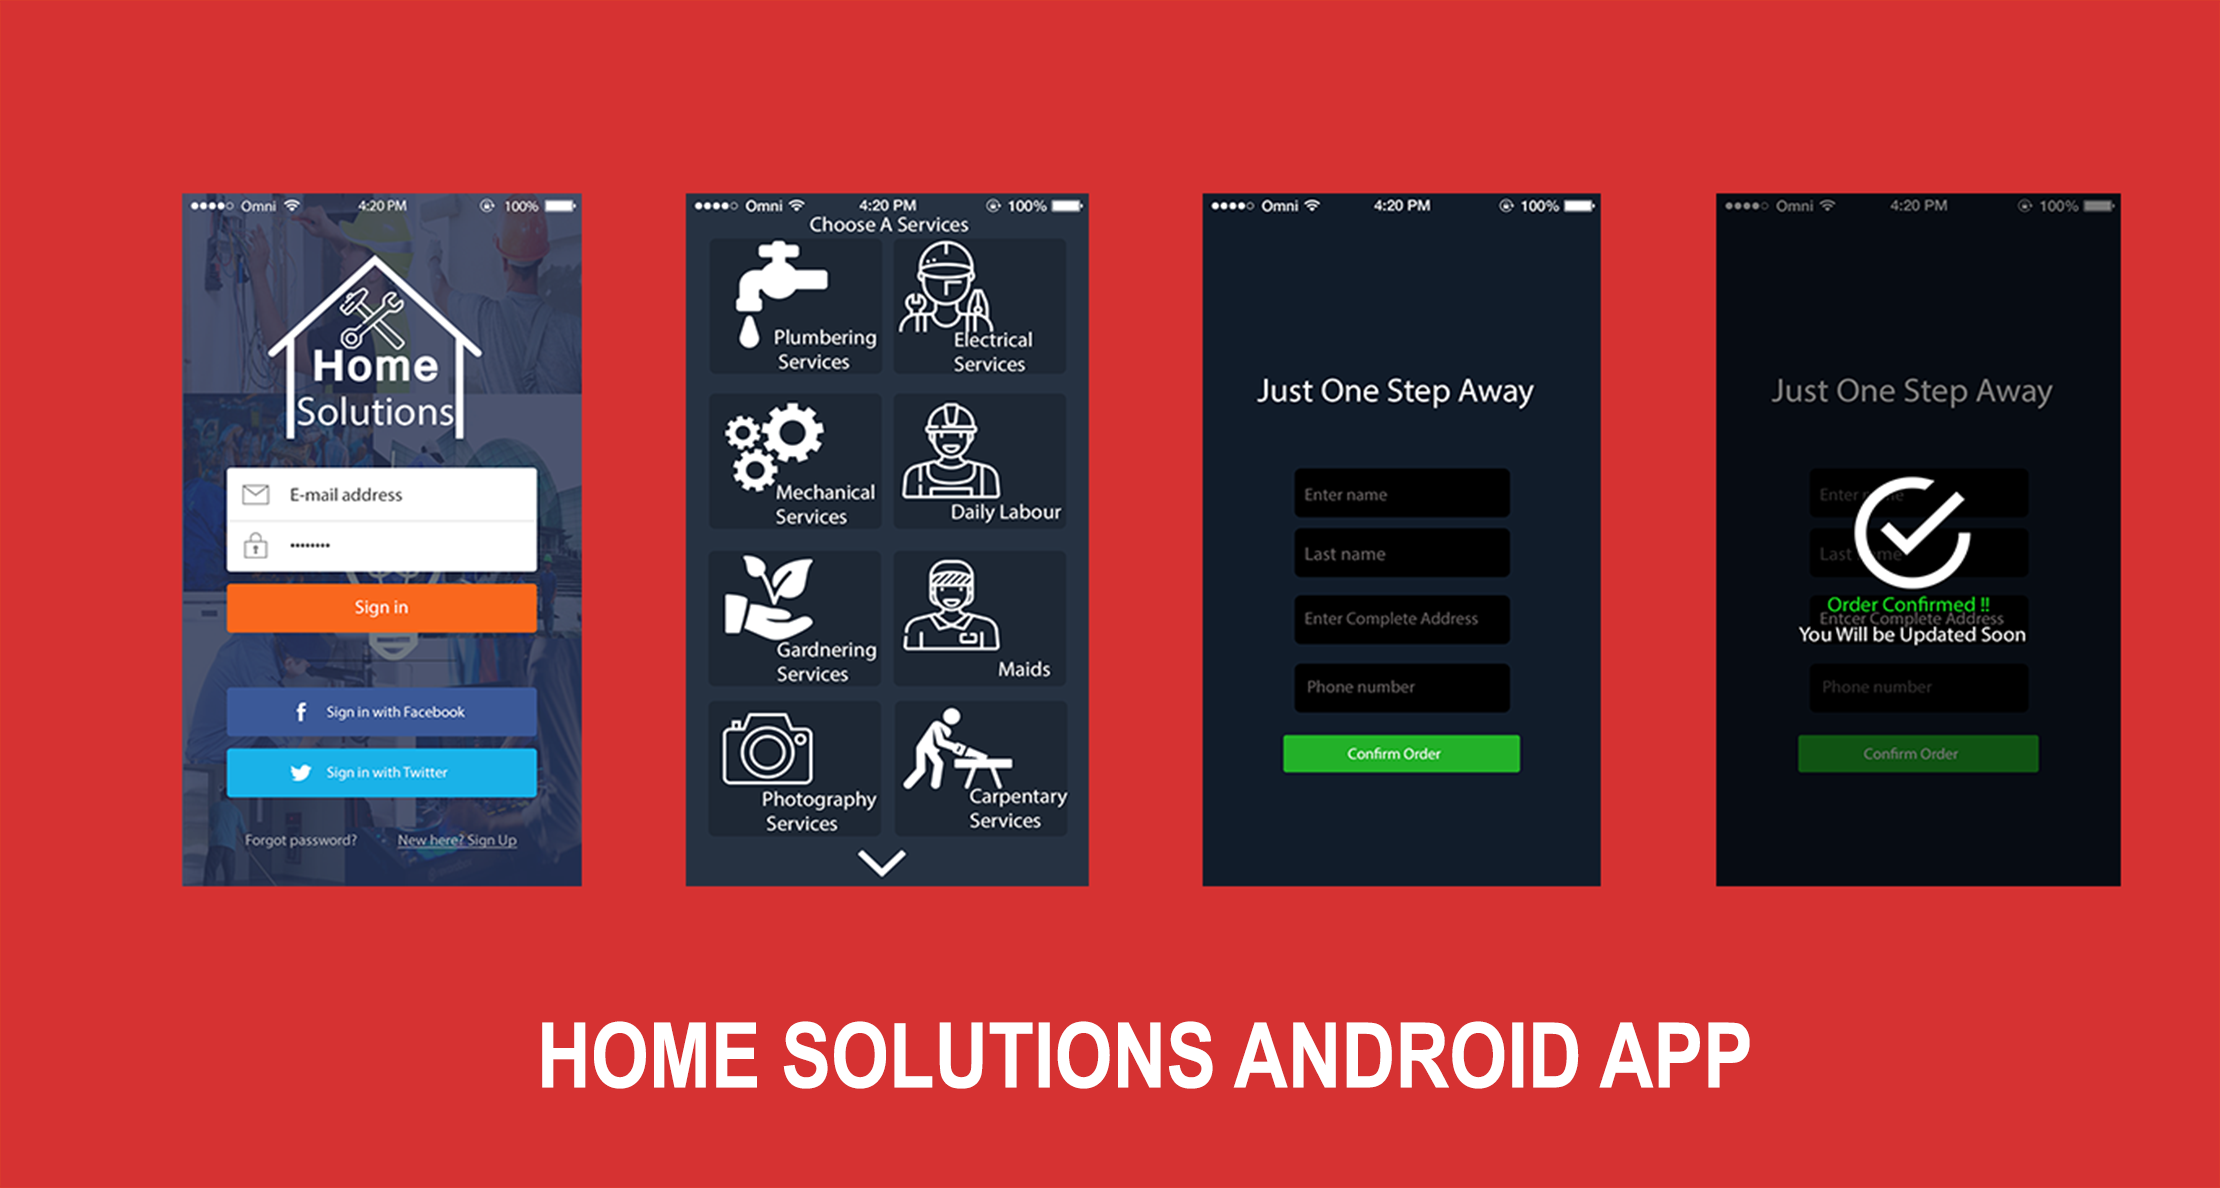 Omni 4:20 PM 100%
Home
Solutions
E-mail address
••••••••
Sign in
f Sign in with Facebook
Sign in with Twitter
Forgot password? New here? Sign Up
Omni 4:20 PM 100%
Choose A Services
Plumbering
Services
Electrical
Services
Mechanical
Services
Daily Labour
Gardnering
Services
Maids
Photography
Services
Carpentary
Services
Omni 4:20 PM 100%
Just One Step Away
Enter name
Last name
Enter Complete Address
Phone number
Confirm Order
Omni 4:20 PM 100%
Just One Step Away
Enter name
Last name
Order Confirmed !!
Entcer Complete Address
You Will be Updated Soon
Phone number
Confirm Order
HOME SOLUTIONS ANDROID APP